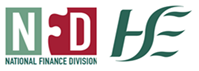 NFD HSE
NATIONAL FINANCE DIVISION